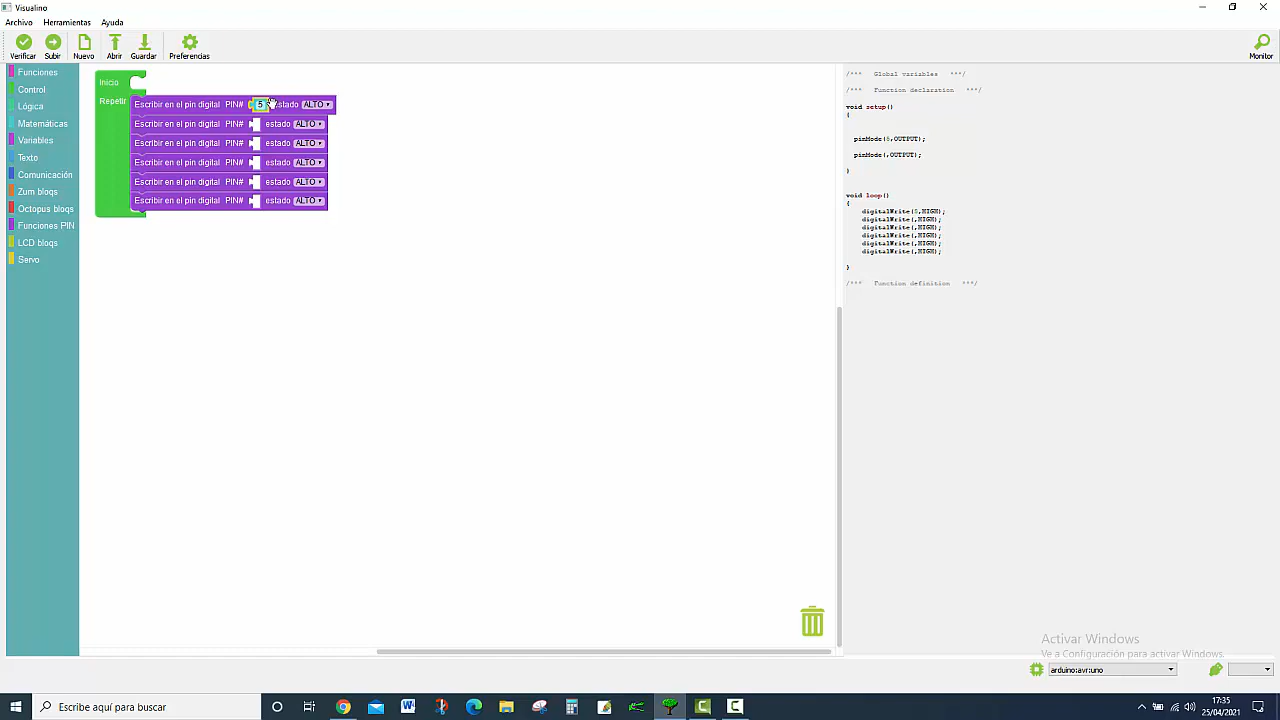 Visualino
Archivo Herramientas Ayuda
Verificar Subir Nuevo Abrir Guardar Preferencias Monitor
Funciones
Control
Lógica
Matemáticas
Variables
Texto
Comunicación
Zum bloqs
Octopus bloqs
Funciones PIN
LCD bloqs
Servo
Inicio
Repetir
Escribir en el pin digital PIN# 5 estado ALTO
Escribir en el pin digital PIN# estado ALTO
Escribir en el pin digital PIN# estado ALTO
Escribir en el pin digital PIN# estado ALTO
Escribir en el pin digital PIN# estado ALTO
Escribir en el pin digital PIN# estado ALTO
/*** Global variables ***/
/*** Function declaration ***/
void setup()
{
pinMode(5,OUTPUT);
pinMode(,OUTPUT);
}
void loop()
{
digitalWrite(5,HIGH);
digitalWrite(,HIGH);
digitalWrite(,HIGH);
digitalWrite(,HIGH);
digitalWrite(,HIGH);
digitalWrite(,HIGH);
}
/*** Function definition ***/
Activar Windows
Ve a Configuración para activar Windows.
arduino:avr:uno
Escribe aquí para buscar
17:35
25/04/2021